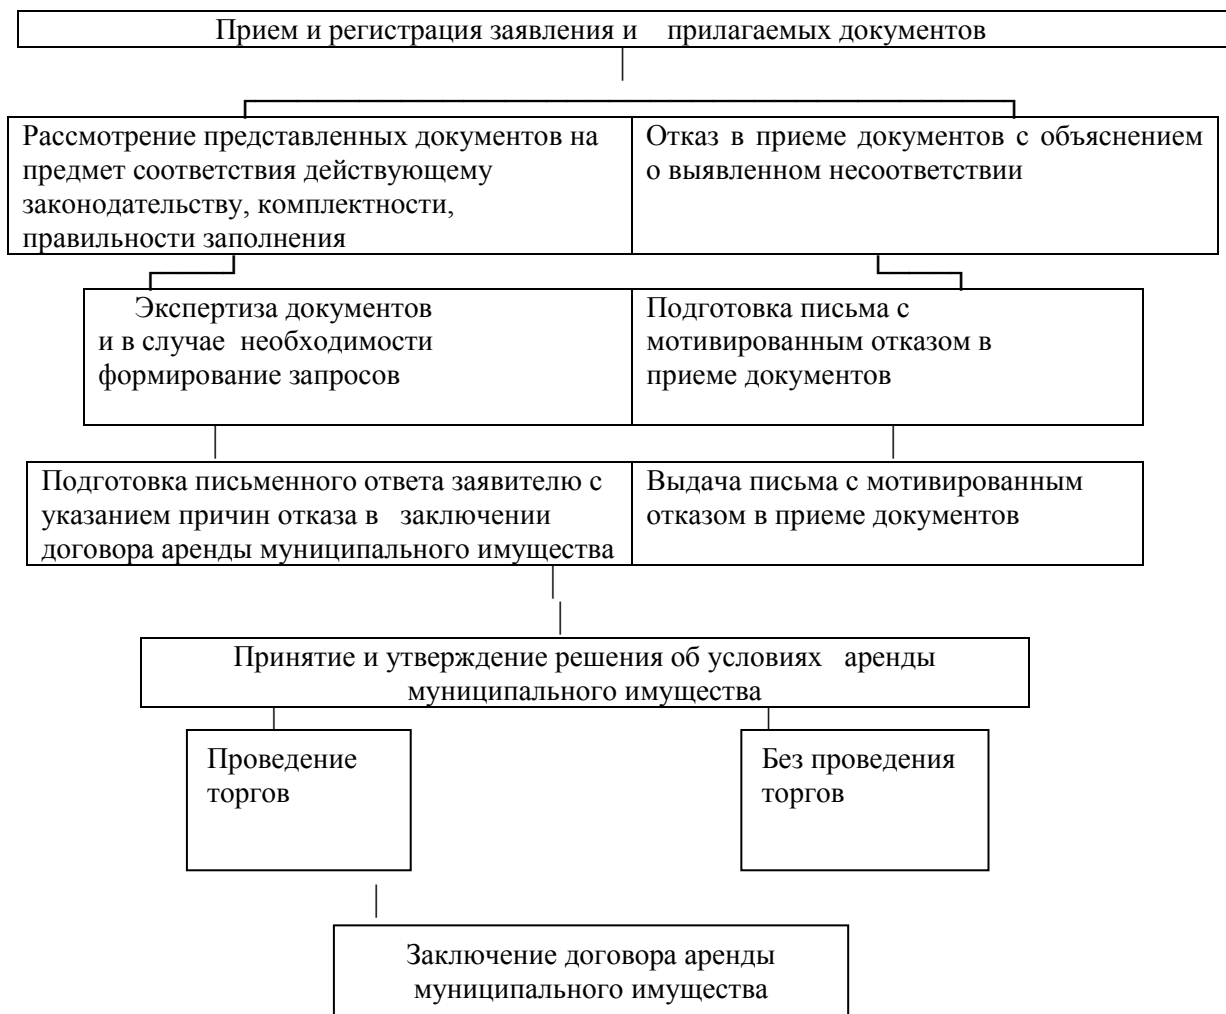 Прием и регистрация заявления и прилагаемых документов
Рассмотрение представленных документов на
предмет соответствия действующему
законодательству, комплектности,
правильности заполнения
Отказ в приеме документов с объяснением
о выявленном несоответствии
Экспертиза документов
и в случае необходимости
формирование запросов
Подготовка письма с
мотивированным отказом в
приеме документов
Подготовка письменного ответа заявителю с
указанием причин отказа в заключении
договора аренды муниципального имущества
Выдача письма с мотивированным
отказом в приеме документов
Принятие и утверждение решения об условиях аренды
муниципального имущества
Проведение
торгов
Без проведения
торгов
Заключение договора аренды
муниципального имущества